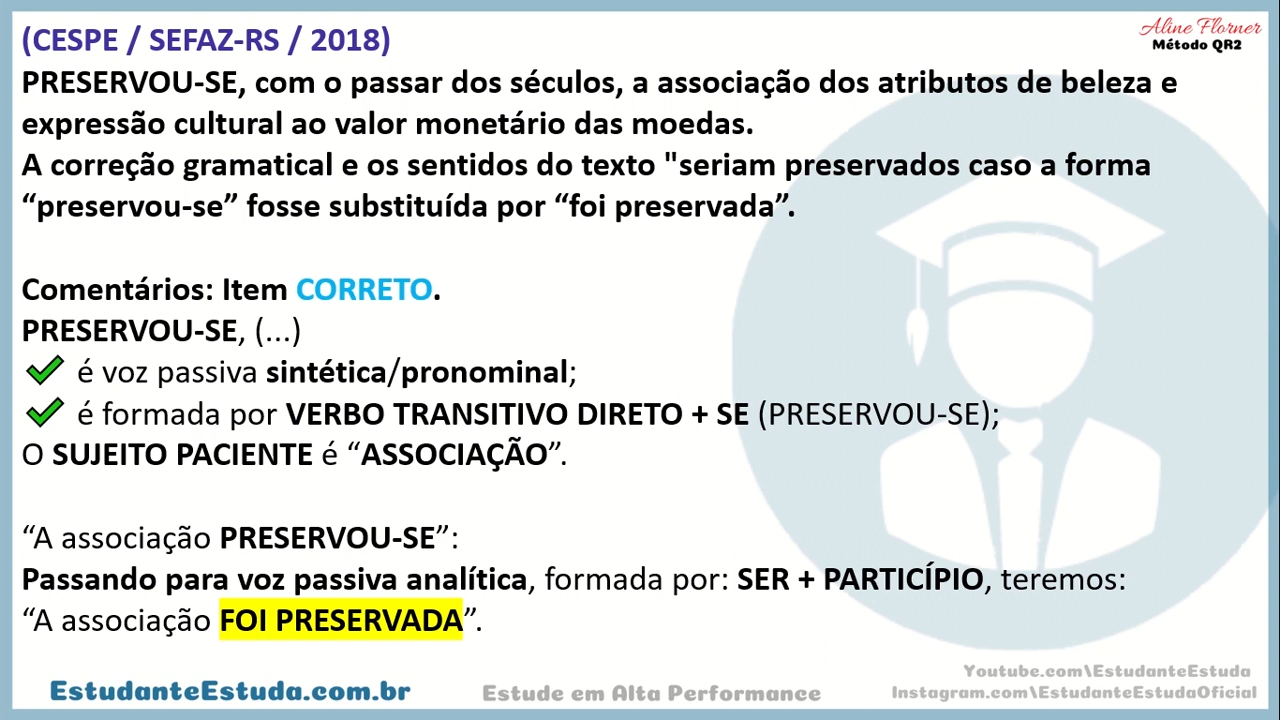 (CESPE / SEFAZ-RS / 2018)
Aline Florner
Método QR2
PRESERVOU-SE, com o passar dos séculos, a associação dos atributos de beleza e
expressão cultural ao valor monetário das moedas.
A correção gramatical e os sentidos do texto "seriam preservados caso a forma
“preservou-se” fosse substituída por “foi preservada”.
Comentários: Item CORRETO.
PRESERVOU-SE, (...)
é voz passiva sintética/pronominal;
é formada por VERBO TRANSITIVO DIRETO + SE (PRESERVOU-SE);
O SUJEITO PACIENTE é “ASSOCIAÇÃO”.
“A associação PRESERVOU-SE”:
Passando para voz passiva analítica, formada por: SER + PARTICÍPIO, teremos:
“A associação FOI PRESERVADA”.
EstudanteEstuda.com.br
Estude em Alta Performance
Youtube.com\EstudanteEstuda
Instagram.com\EstudanteEstudaOficial